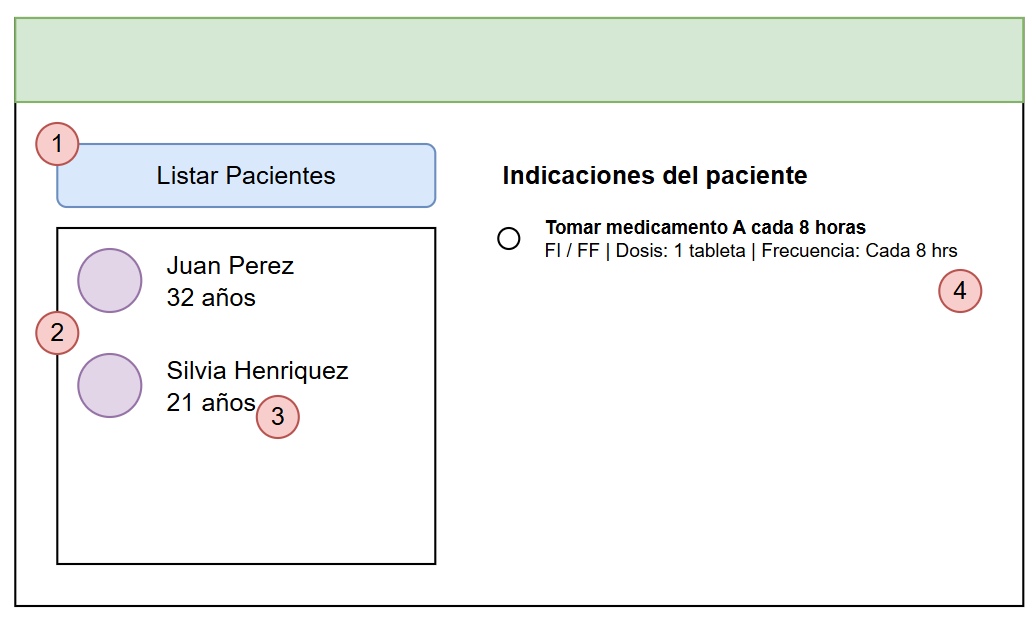 1
Listar Pacientes
2
Juan Perez
32 años
Silvia Henriquez
21 años
3
Indicaciones del paciente
Tomar medicamento A cada 8 horas
FI / FF | Dosis: 1 tableta | Frecuencia: Cada 8 hrs
4